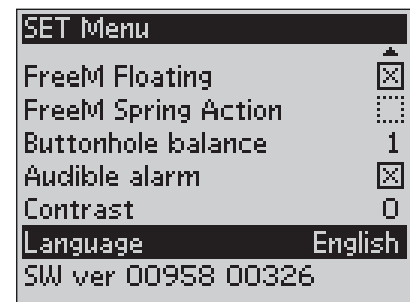 SET Menu
FreeM Floating
FreeM Spring Action
Buttonhole balance 1
Audible alarm
Contrast 0
Language English
SW ver 00958 00326